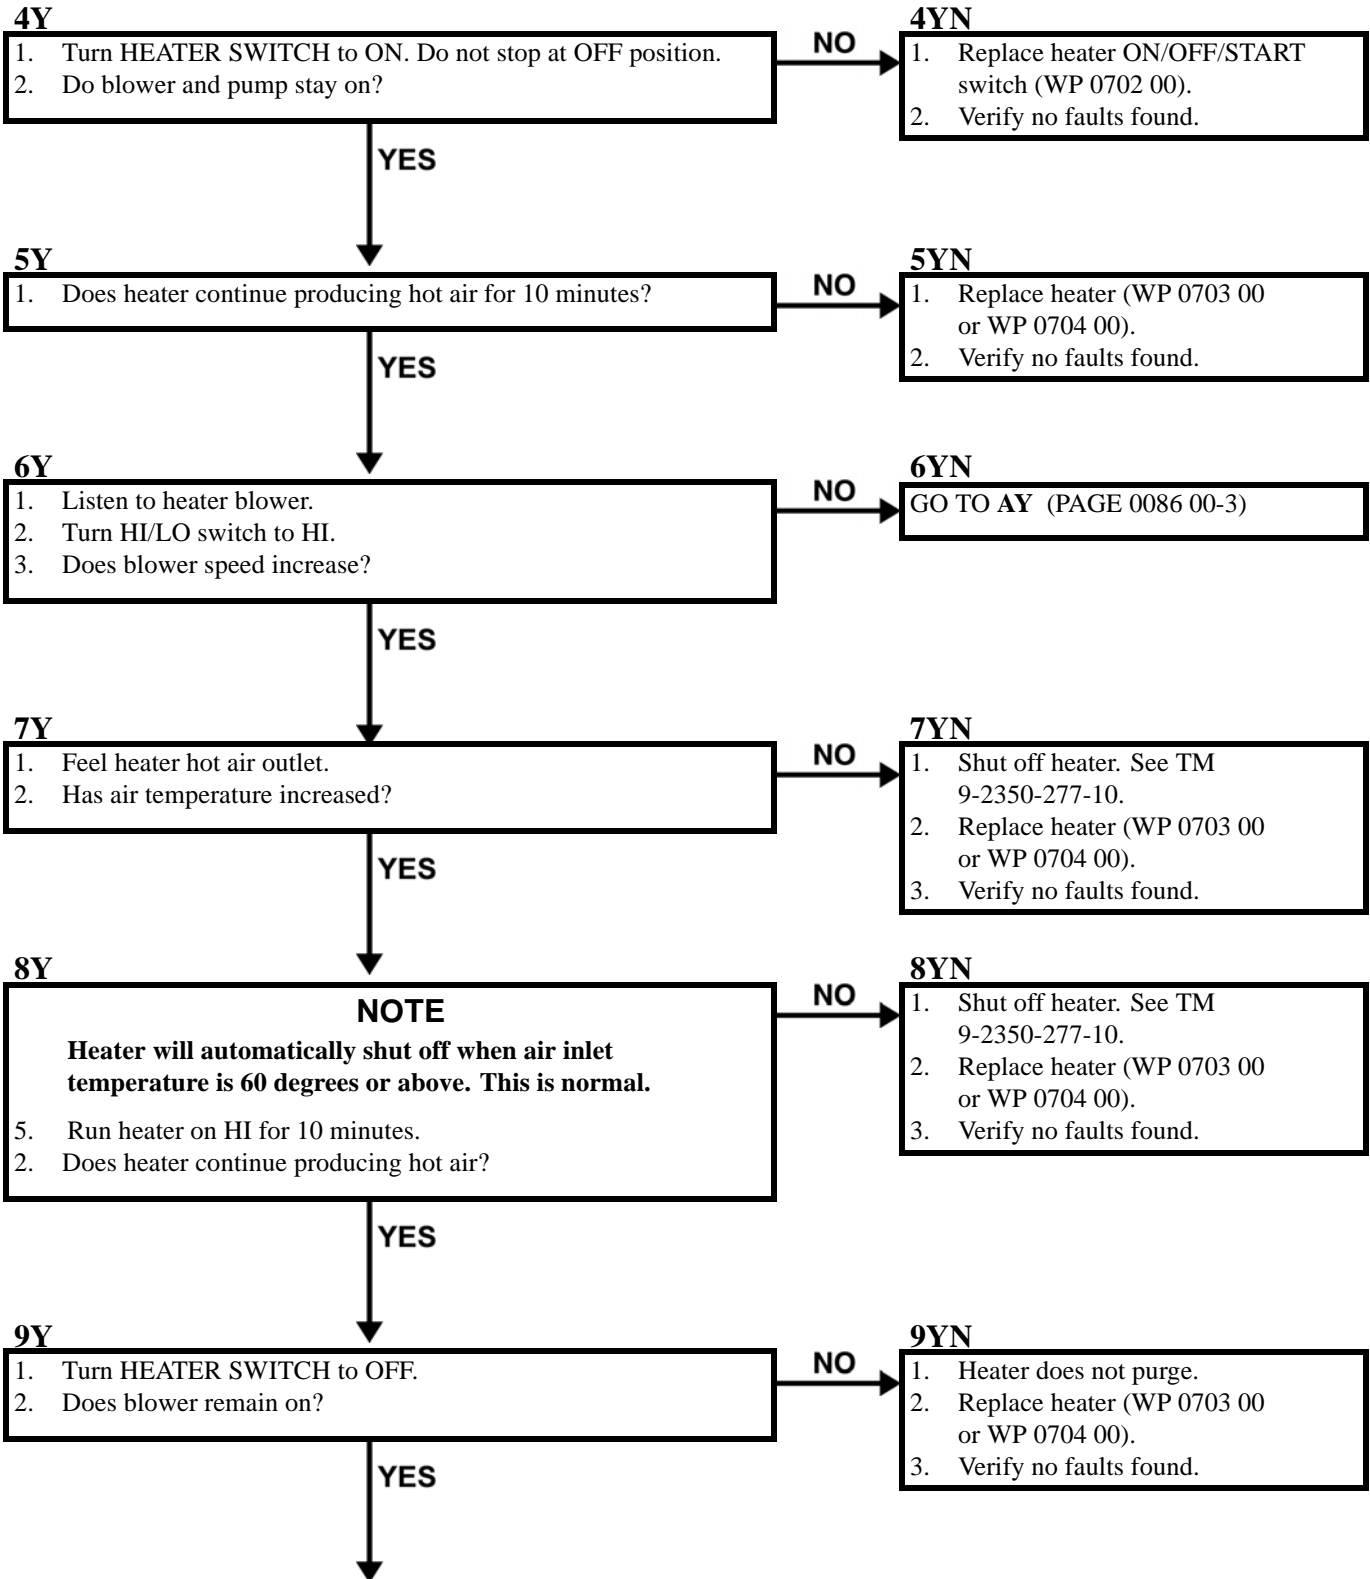 4Y
1. Turn HEATER SWITCH to ON. Do not stop at OFF position.
2. Do blower and pump stay on?
NO
4YN
1. Replace heater ON/OFF/START
switch (WP 0702 00).
2. Verify no faults found.
YES
5Y
1. Does heater continue producing hot air for 10 minutes?
NO
5YN
1. Replace heater (WP 0703 00
or WP 0704 00).
2. Verify no faults found.
YES
6Y
1. Listen to heater blower.
2. Turn HI/LO switch to HI.
3. Does blower speed increase?
NO
6YN
GO TO AY (PAGE 0086 00-3)
YES
7Y
1. Feel heater hot air outlet.
2. Has air temperature increased?
NO
7YN
1. Shut off heater. See TM
9-2350-277-10.
2. Replace heater (WP 0703 00
or WP 0704 00).
3. Verify no faults found.
YES
8Y
NOTE
Heater will automatically shut off when air inlet
temperature is 60 degrees or above. This is normal.
5. Run heater on HI for 10 minutes.
2. Does heater continue producing hot air?
NO
8YN
1. Shut off heater. See TM
9-2350-277-10.
2. Replace heater (WP 0703 00
or WP 0704 00).
3. Verify no faults found.
YES
9Y
1. Turn HEATER SWITCH to OFF.
2. Does blower remain on?
NO
9YN
1. Heater does not purge.
2. Replace heater (WP 0703 00
or WP 0704 00).
3. Verify no faults found.
YES